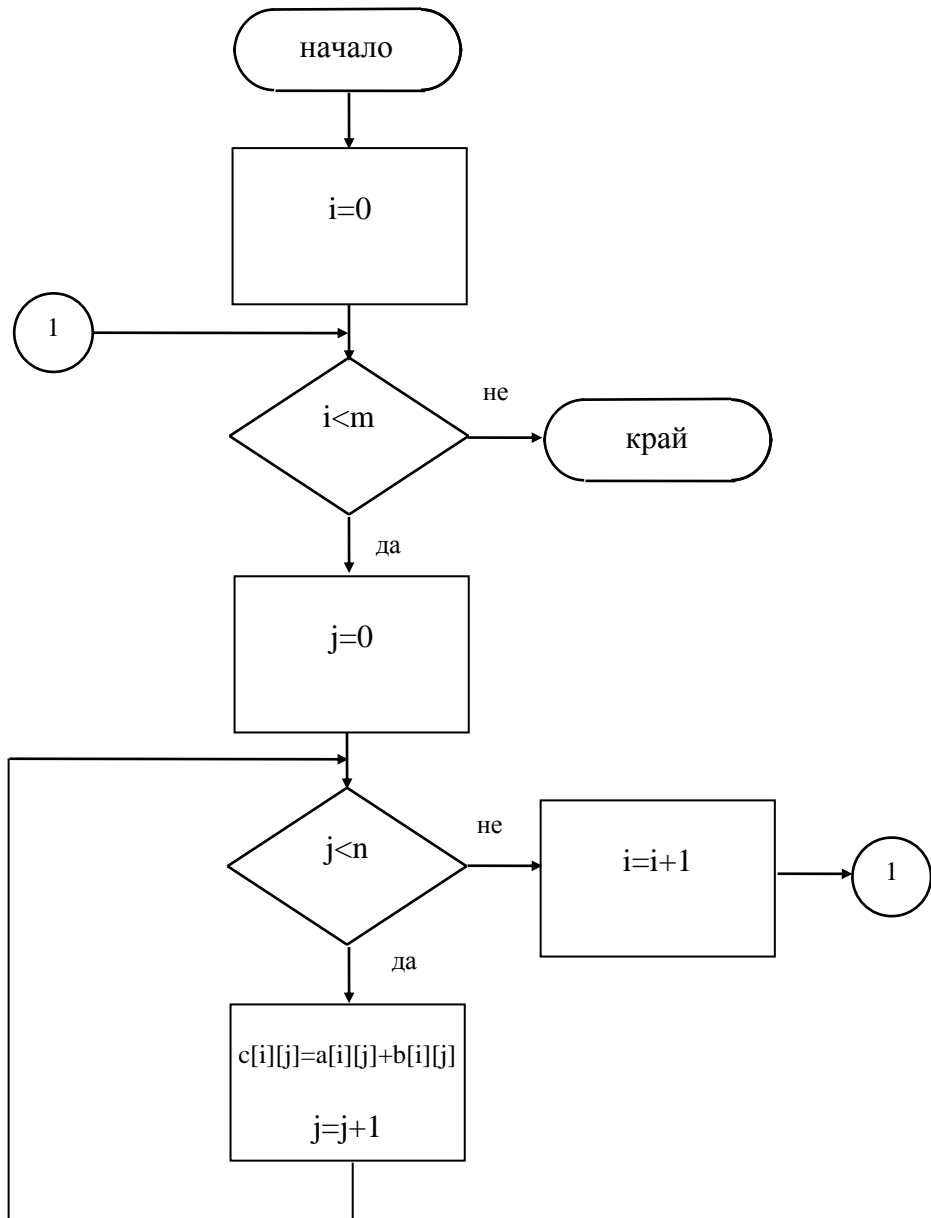 начало
i=0
1
i<m
не
край
да
j=0
j<n
не
i=i+1
1
да
c[i][j]=a[i][j]+b[i][j]
j=j+1